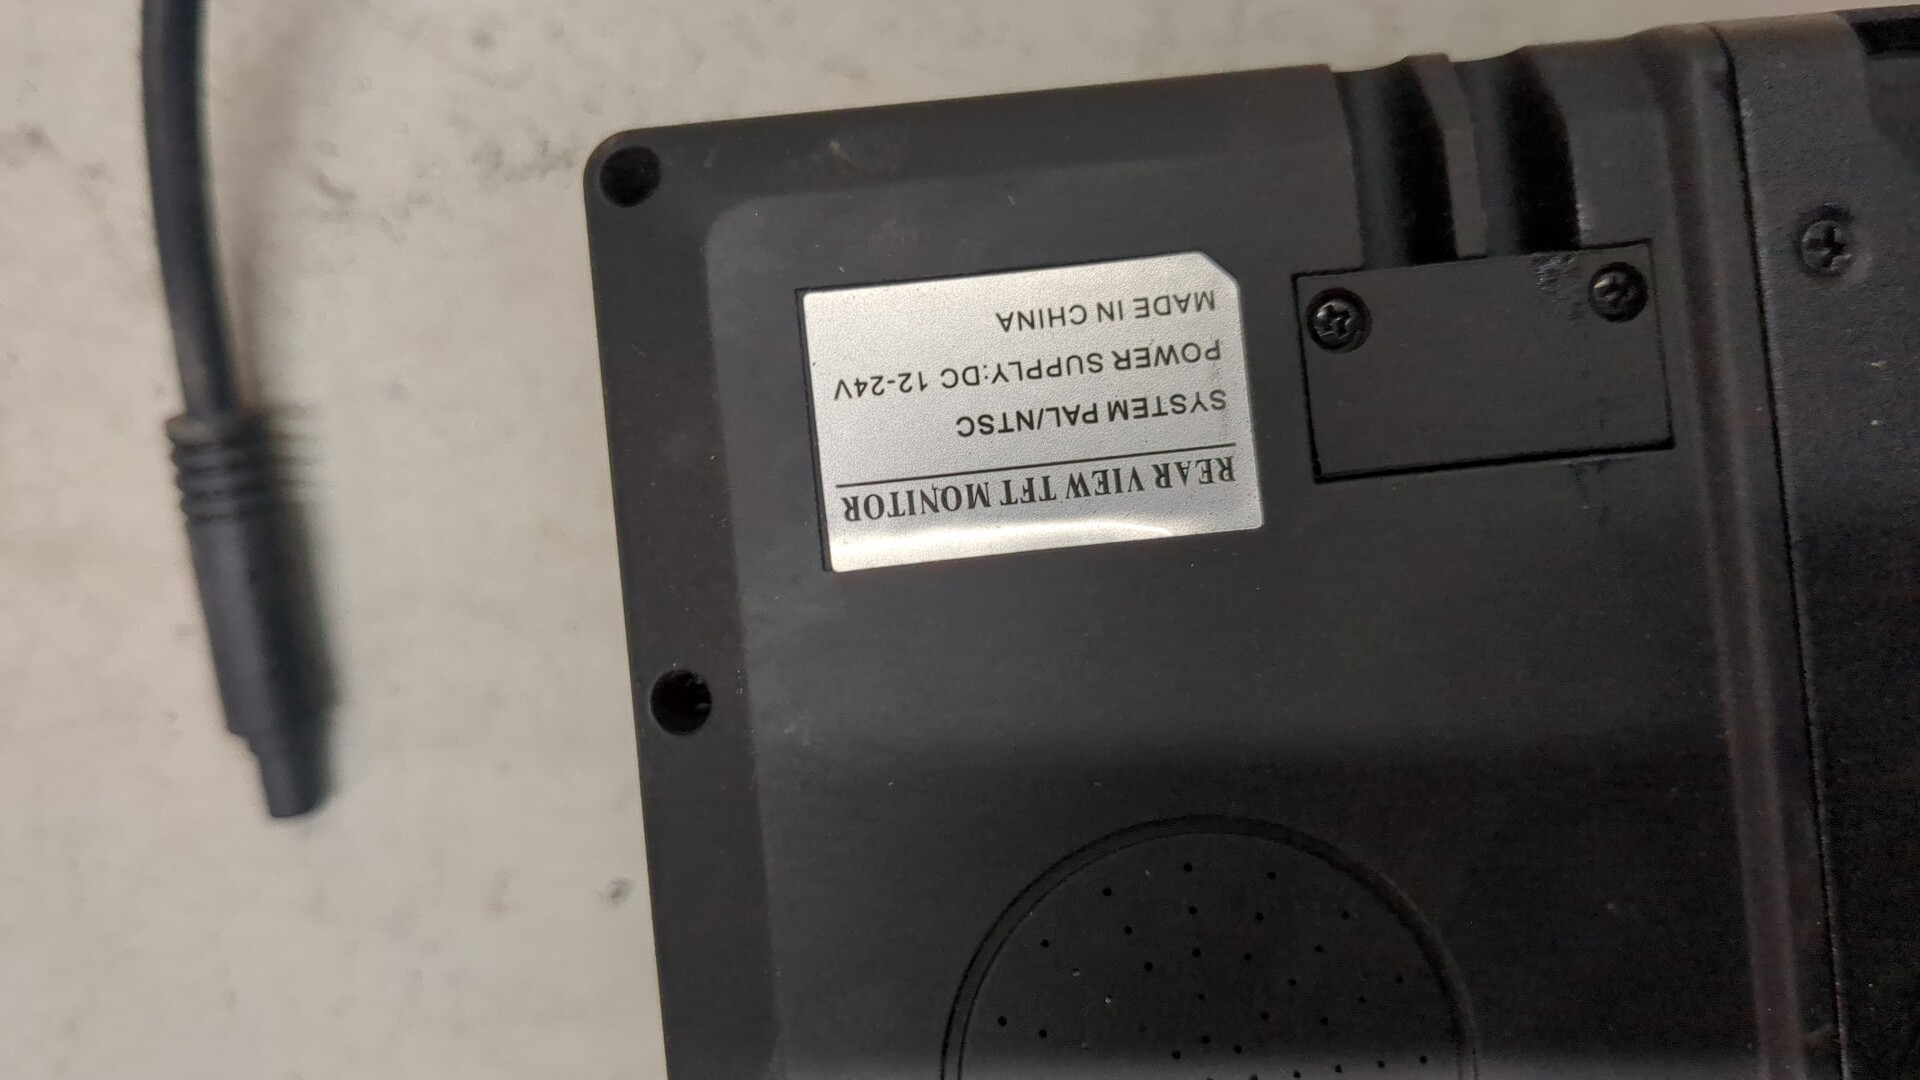 REAR VIEW TFT MONITOR
SYSTEM PAL/NTSC
POWER SUPPLY:DC 12-24V
MADE IN CHINA